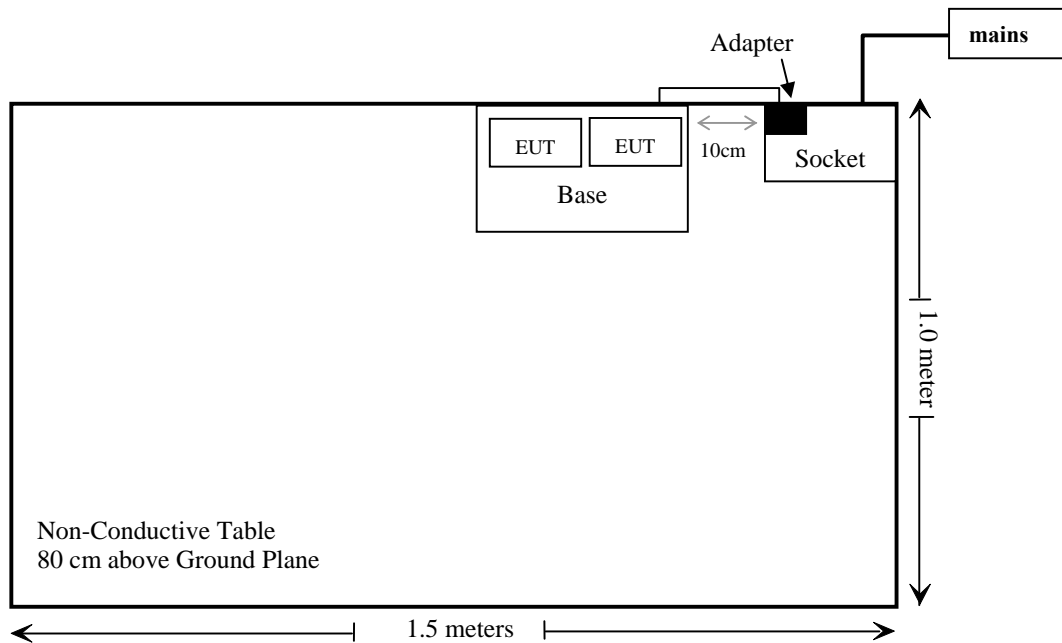 mains
Adapter
EUT
EUT
10cm
Socket
Base
1.0 meter
Non-Conductive Table
80 cm above Ground Plane
1.5 meters